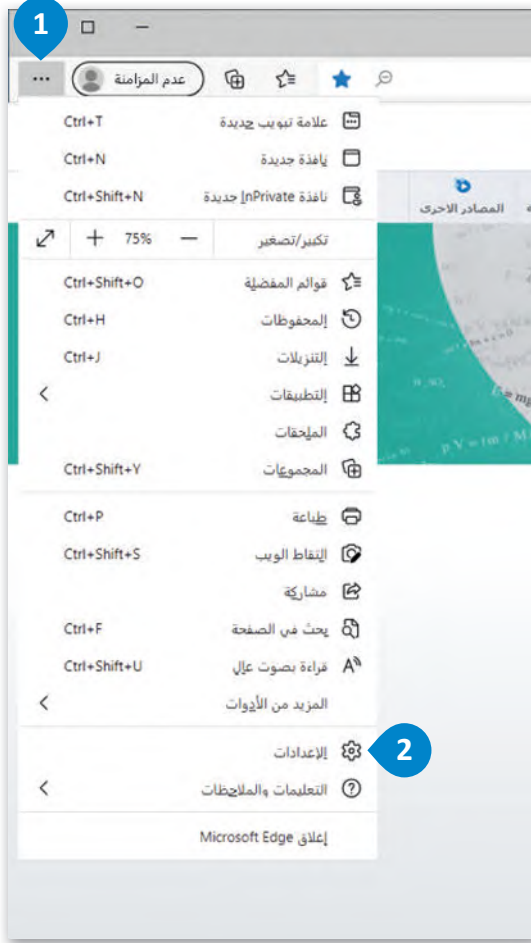 1
عدم المزامنة
علامة تبويب جديدة Ctrl+T
نافذة جديدة Ctrl+N
نافذة InPrivate جديدة Ctrl+Shift+N
المصادر الاخرى
تكبير/تصغير — 75% +
قوائم المفضلة Ctrl+Shift+O
المحفوظات Ctrl+H
التنزيلات Ctrl+J
التطبيقات
الملحقات
المجموعات Ctrl+Shift+Y
طباعة Ctrl+P
التقاط الويب Ctrl+Shift+S
مشاركة
بحث في الصفحة Ctrl+F
قراءة بصوت عالٍ Ctrl+Shift+U
المزيد من الأدوات
الإعدادات 2
التعليمات والملاحظات
إغلاق Microsoft Edge